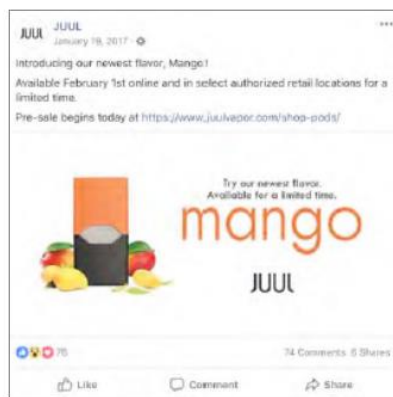 JUUL
JUUL
January 19, 2017 ·
Introducing our newest flavor, Mango!
Available February 1st online and in select authorized retail locations for a
limited time.
Pre-sale begins today at https://www.juulvapor.com/shop-pods/
Try our newest flavor.
Available for a limited time.
mango
JUUL
76
74 Comments 6 Shares
Like
Comment
Share